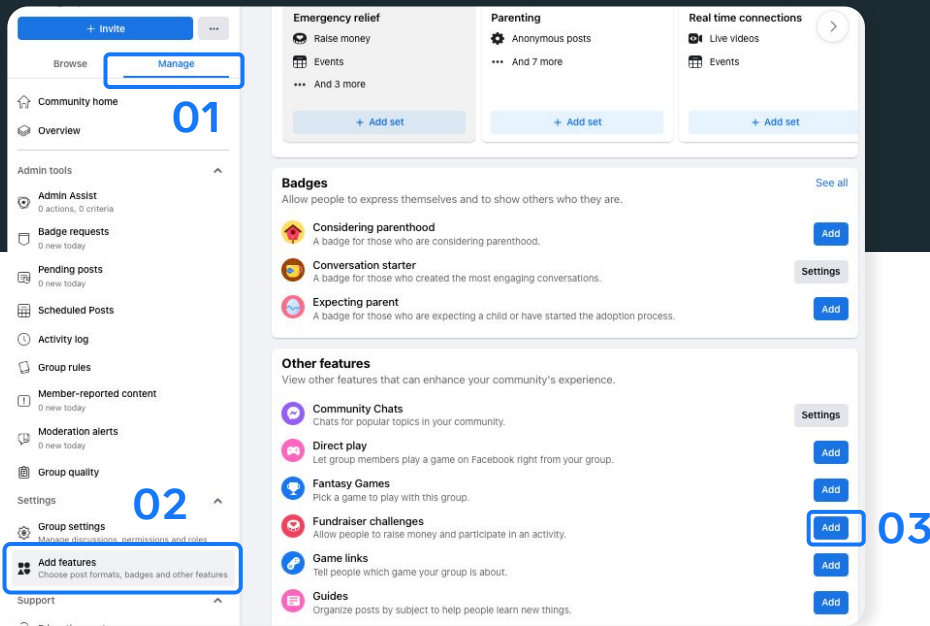 + Invite
Browse
Manage
01
Community home
Overview
Admin tools
Admin Assist
0 actions, 0 criteria
Badge requests
0 new today
Pending posts
0 new today
Scheduled Posts
Activity log
Group rules
Member-reported content
0 new today
Moderation alerts
0 new today
Group quality
Settings
02
Group settings
Manage discussions, permissions and roles
Add features
Choose post formats, badges and other features
Support
Emergency relief
Raise money
Events
And 3 more
+ Add set
Parenting
Anonymous posts
And 7 more
+ Add set
Real time connections
Live videos
Events
+ Add set
Badges
See all
Allow people to express themselves and to show others who they are.
Considering parenthood
A badge for those who are considering parenthood.
Add
Conversation starter
A badge for those who created the most engaging conversations.
Settings
Expecting parent
A badge for those who are expecting a child or have started the adoption process.
Add
Other features
View other features that can enhance your community's experience.
Community Chats
Chats for popular topics in your community.
Settings
Direct play
Let group members play a game on Facebook right from your group.
Add
Fantasy Games
Pick a game to play with this group.
Add
Fundraiser challenges
Allow people to raise money and participate in an activity.
Add
03
Game links
Tell people which game your group is about.
Add
Guides
Organize posts by subject to help people learn new things.
Add